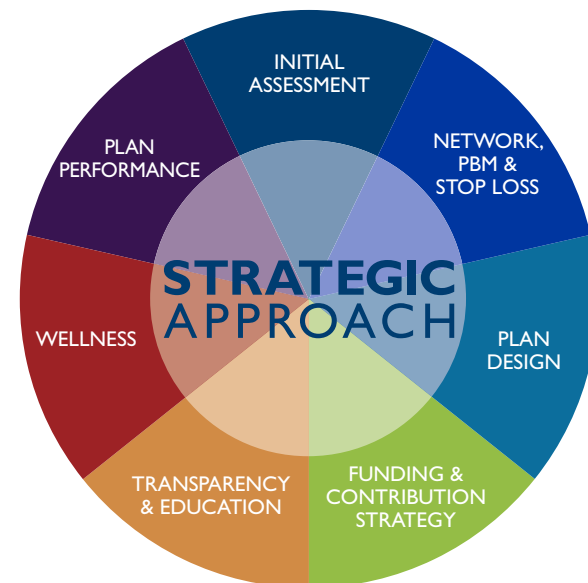 INITIAL
ASSESSMENT
NETWORK,
PBM &
STOP LOSS
PLAN
DESIGN
FUNDING &
CONTRIBUTION
STRATEGY
TRANSPARENCY
& EDUCATION
WELLNESS
PLAN
PERFORMANCE
STRATEGIC
APPROACH